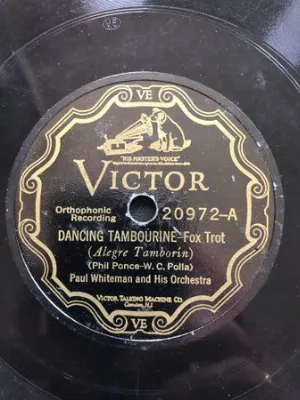 VE
VE
"HIS MASTER'S VOICE"
VICTOR
Orthophonic
Recording
20972-A
DANCING TAMBOURINE-Fox Trot
(Alegre Tamborin)
(Phil Ponce-W. C. Polla)
Paul Whiteman and His Orchestra
VICTOR TALKING MACHINE CO.
Camden, N.J.
VE